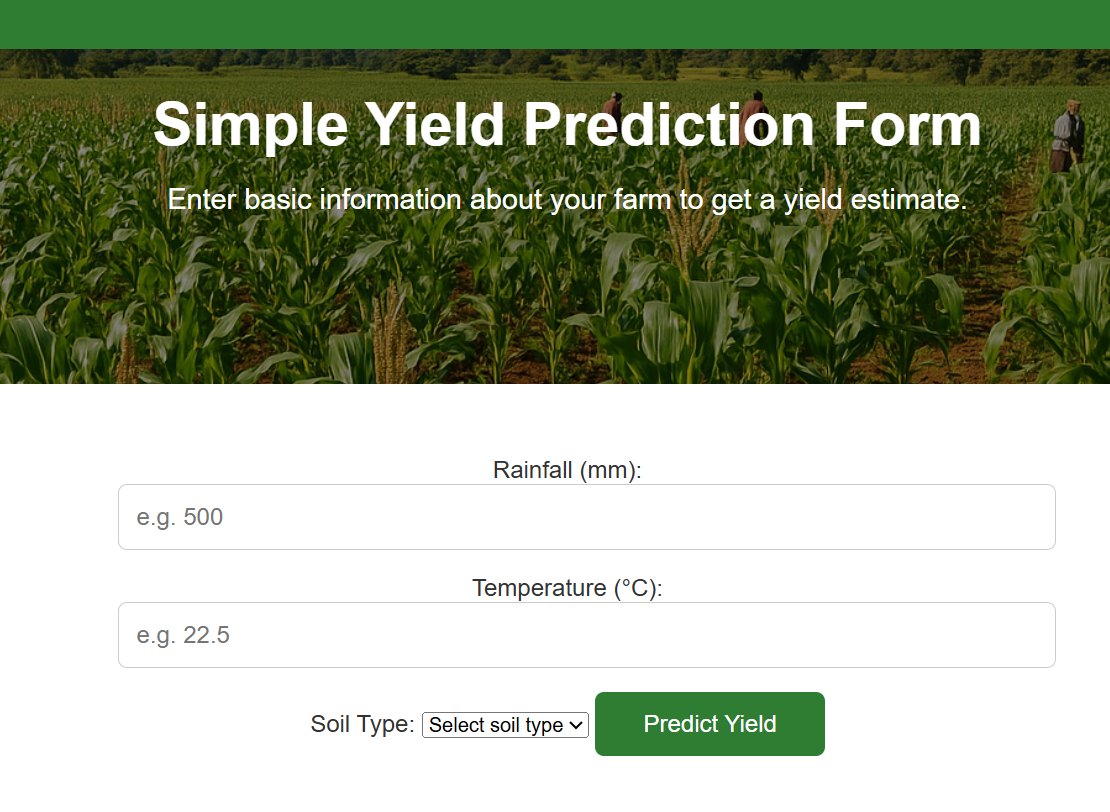 Simple Yield Prediction Form
Enter basic information about your farm to get a yield estimate.
Rainfall (mm):
e.g. 500
Temperature (°C):
e.g. 22.5
Soil Type: Select soil type Predict Yield